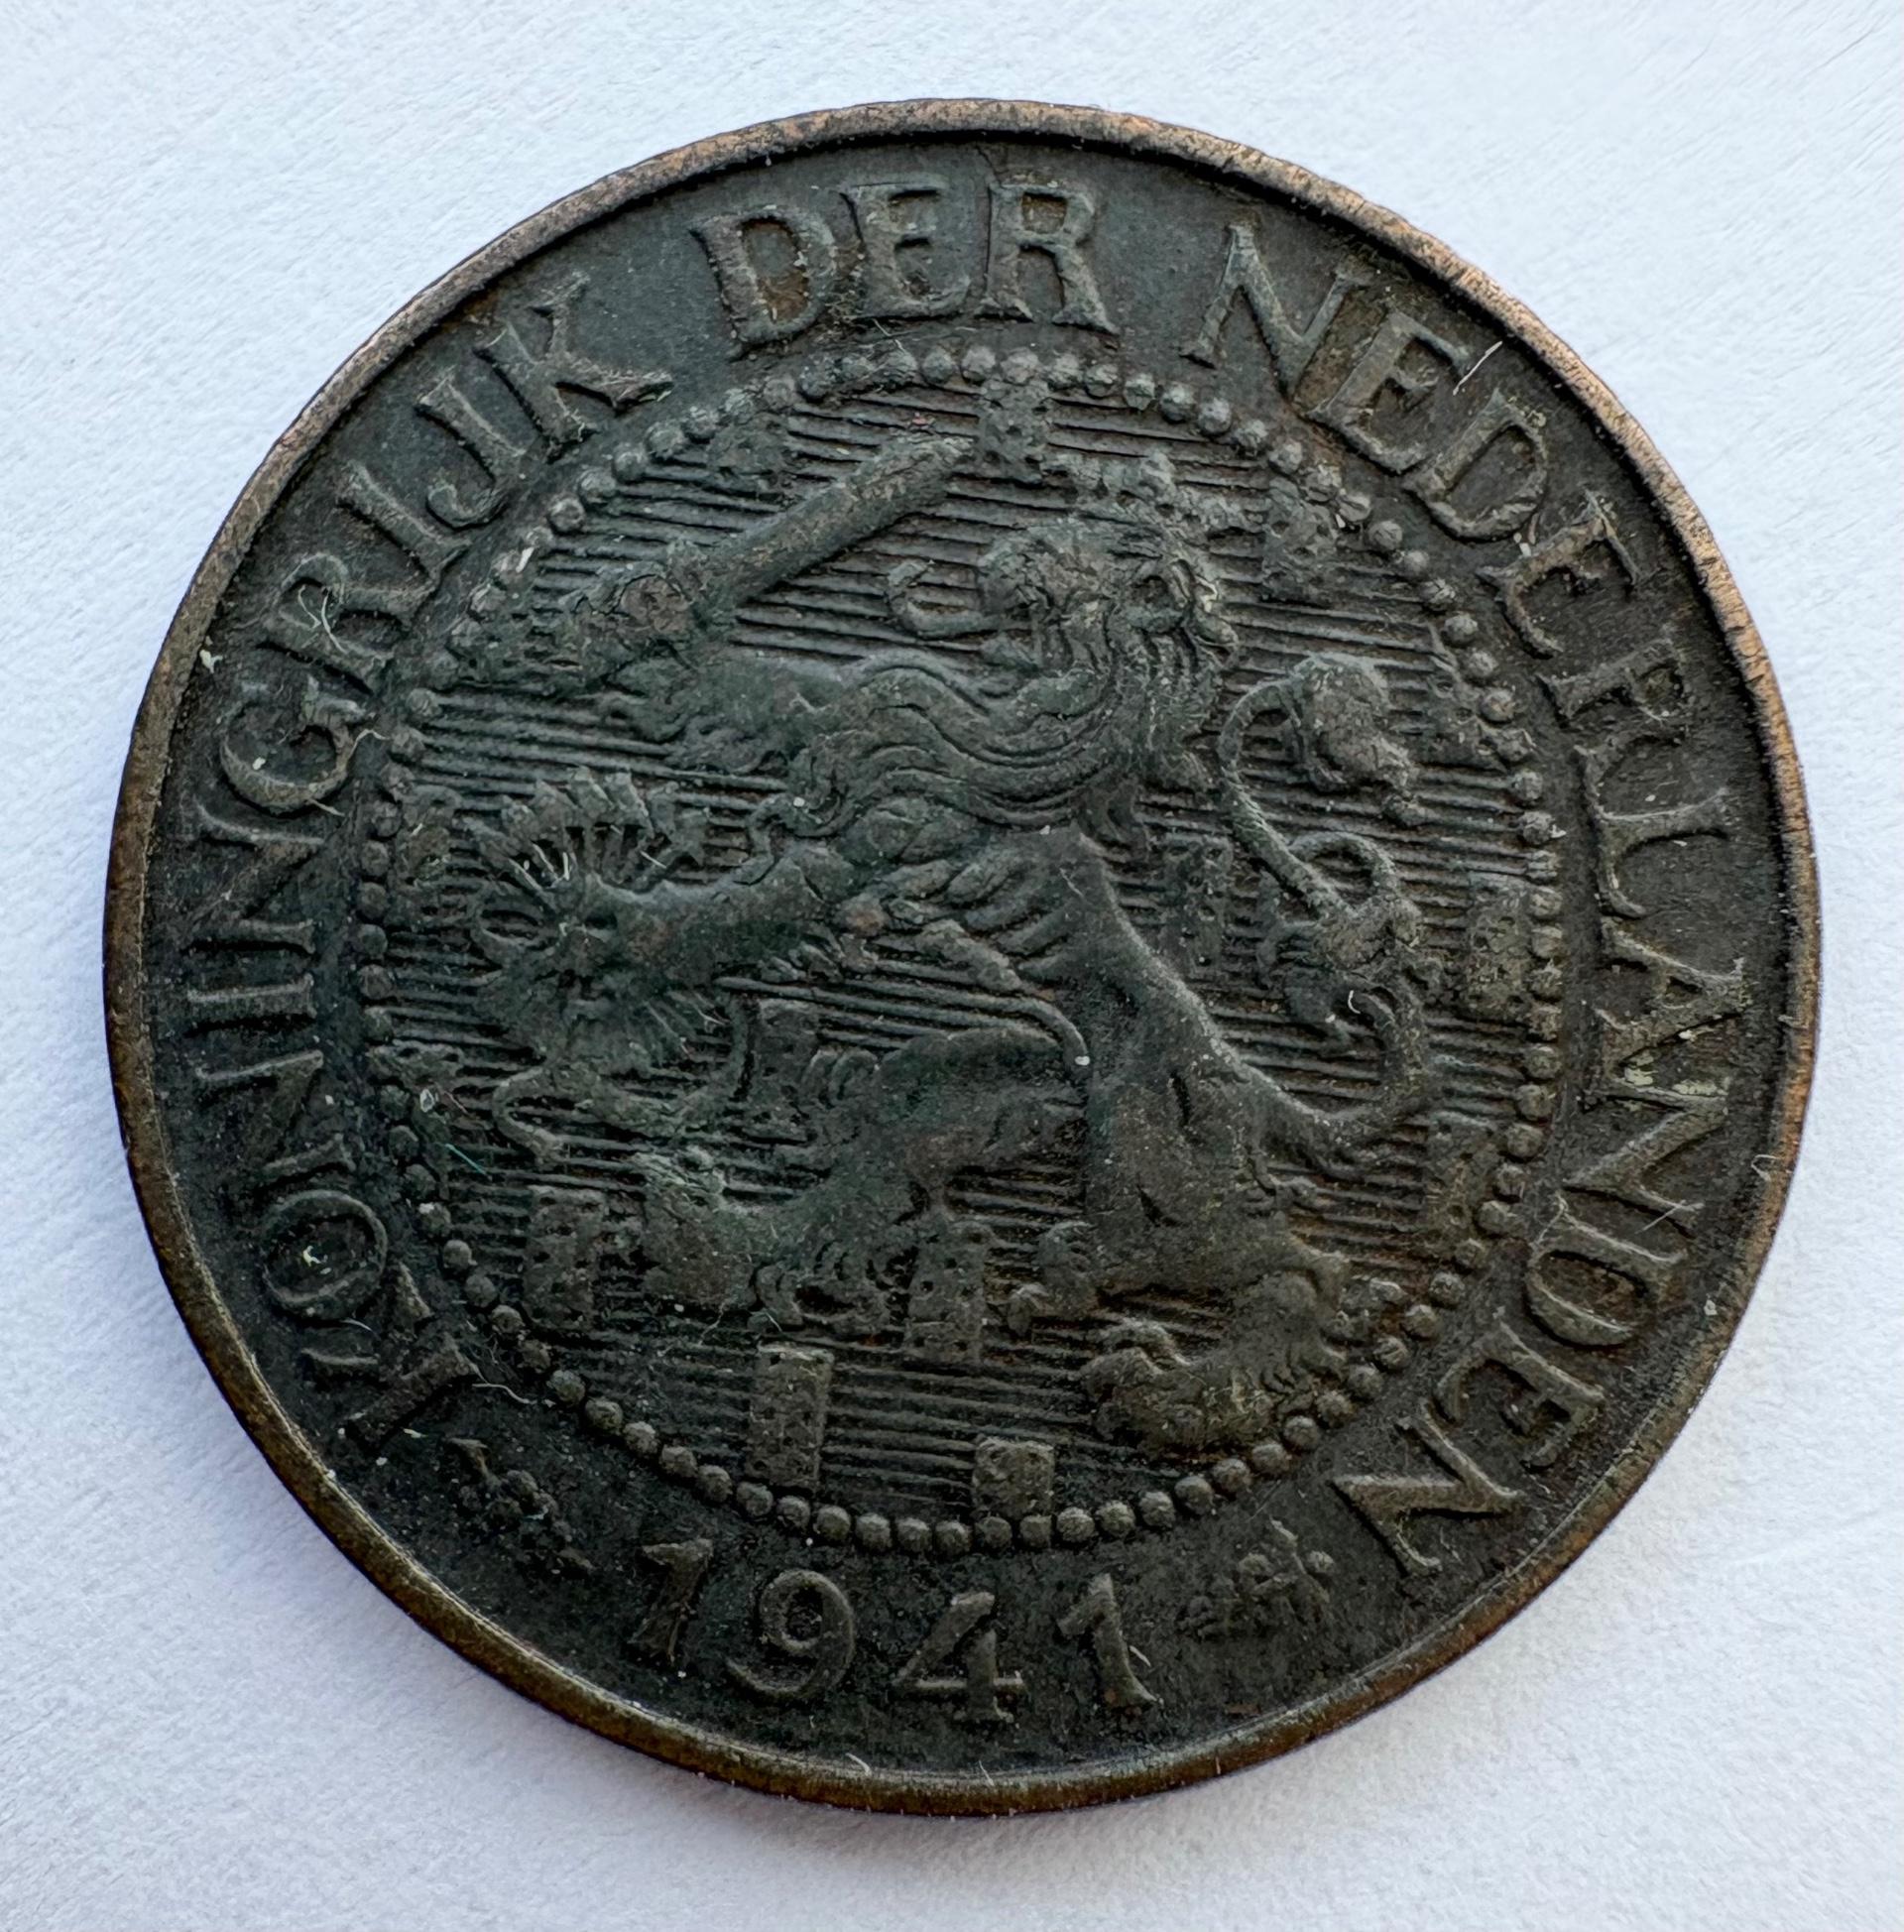 KONINGRIJK DER NEDERLANDEN
1941